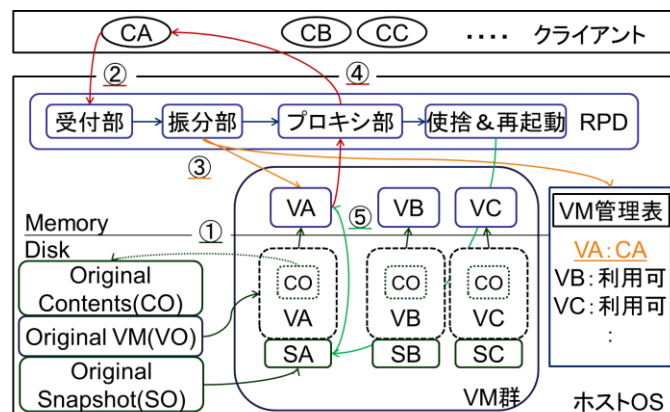 CA
CB
CC
‥‥
クライアント
②
④
受付部
振分部
プロキシ部
使捨＆再起動
RPD
③
VA
⑤
VB
VC
VM管理表
Memory
Disk
①
VA：CA
VB：利用可
VC：利用可
：
Original
Contents(CO)
Original VM(VO)
Original
Snapshot(SO)
CO
VA
SA
CO
VB
SB
CO
VC
SC
VM群
ホストOS